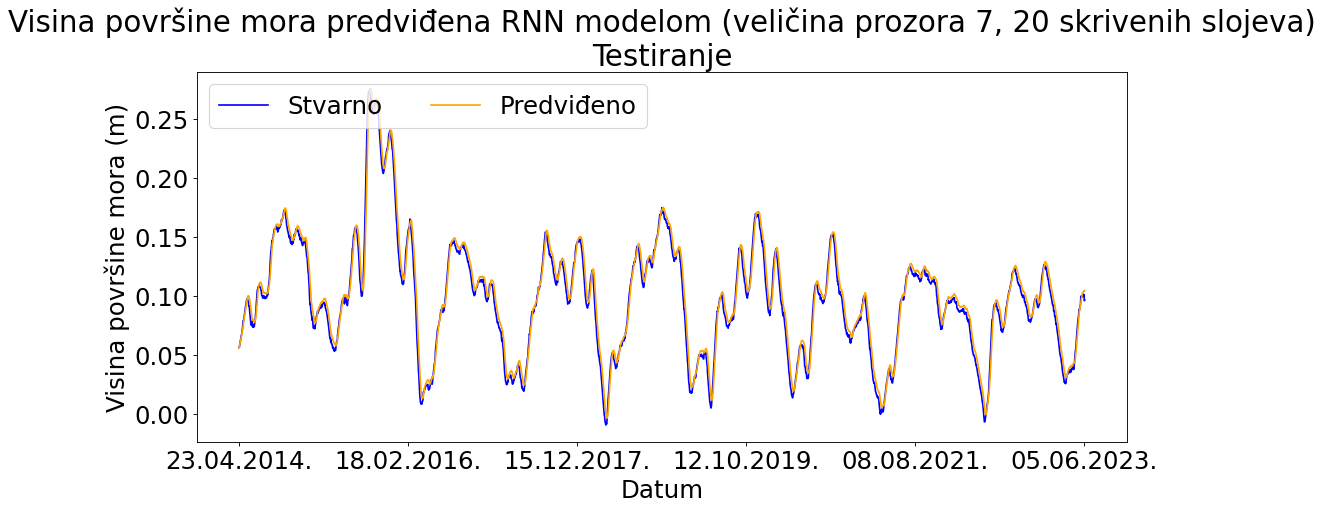 Visina površine mora predviđena RNN modelom (veličina prozora 7, 20 skrivenih slojeva)
Testiranje
Stvarno Predviđeno
Visina površine mora (m)
0.25
0.20
0.15
0.10
0.05
0.00
23.04.2014. 18.02.2016. 15.12.2017. 12.10.2019. 08.08.2021. 05.06.2023.
Datum